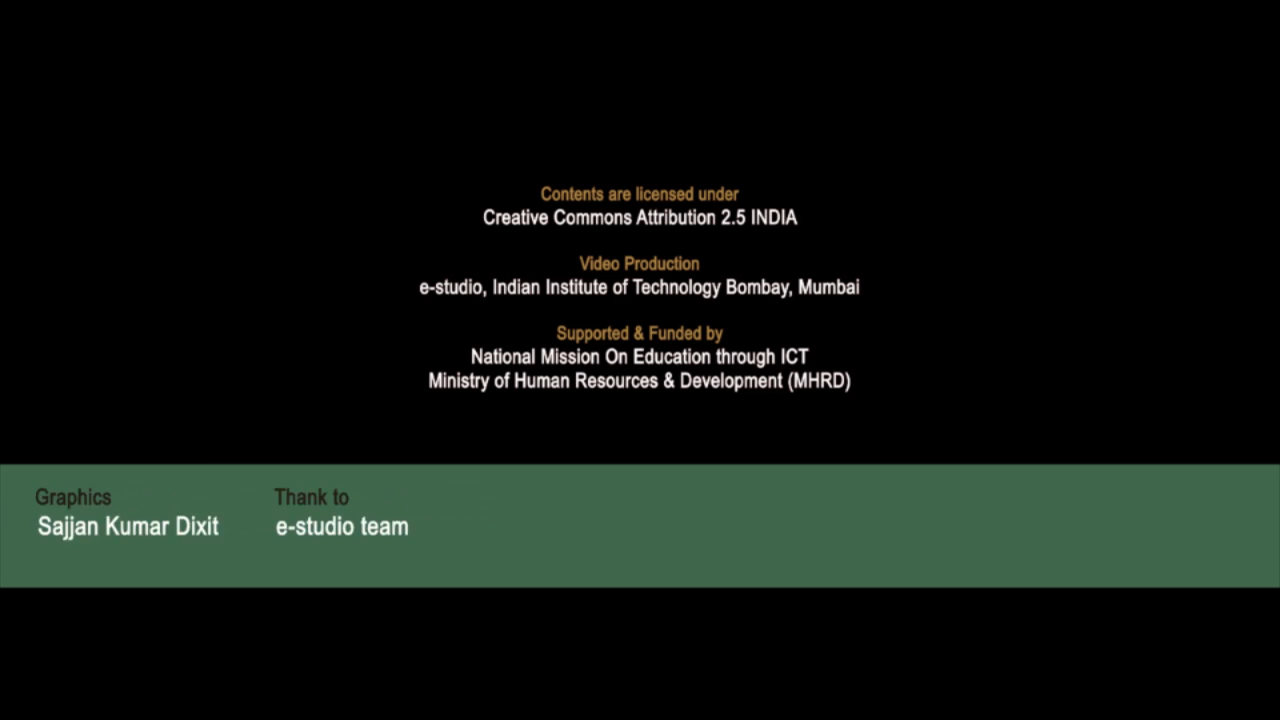 Contents are licensed under
Creative Commons Attribution 2.5 INDIA
Video Production
e-studio, Indian Institute of Technology Bombay, Mumbai
Supported & Funded by
National Mission On Education through ICT
Ministry of Human Resources & Development (MHRD)
Graphics
Sajjan Kumar Dixit
Thank to
e-studio team